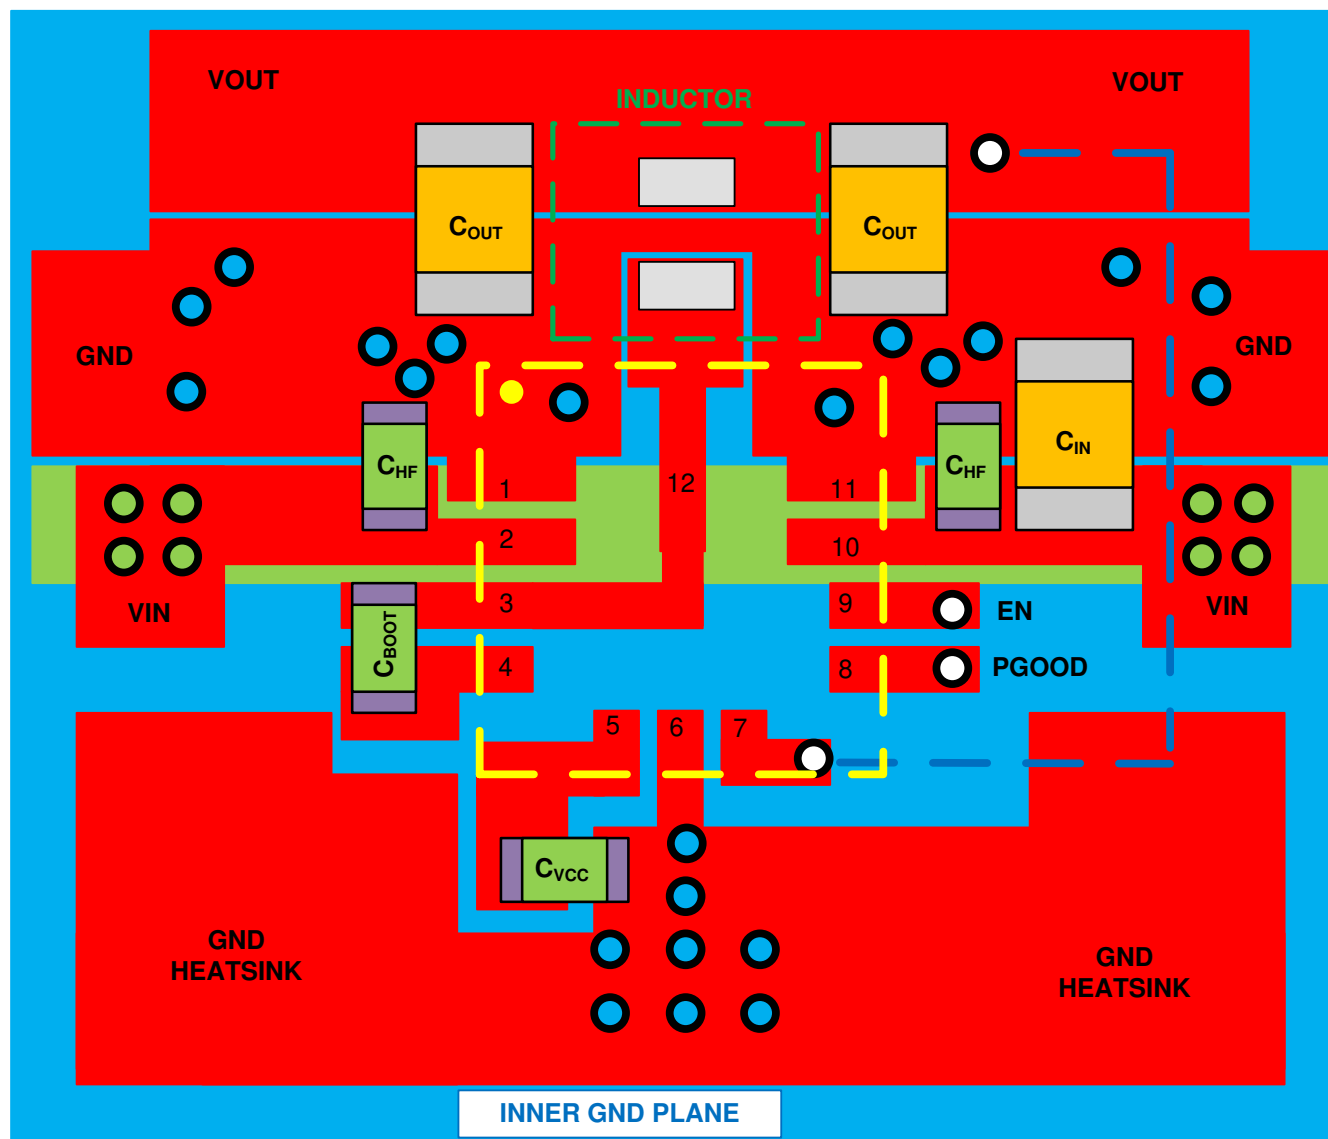 VOUT
VOUT
INDUCTOR
COUT
COUT
GND
GND
CIN
CHF
CHF
1
12
11
2
10
VIN
3
9
EN
VIN
CBOOT
4
8
PGOOD
5
6
7
CVCC
GND
HEATSINK
GND
HEATSINK
INNER GND PLANE